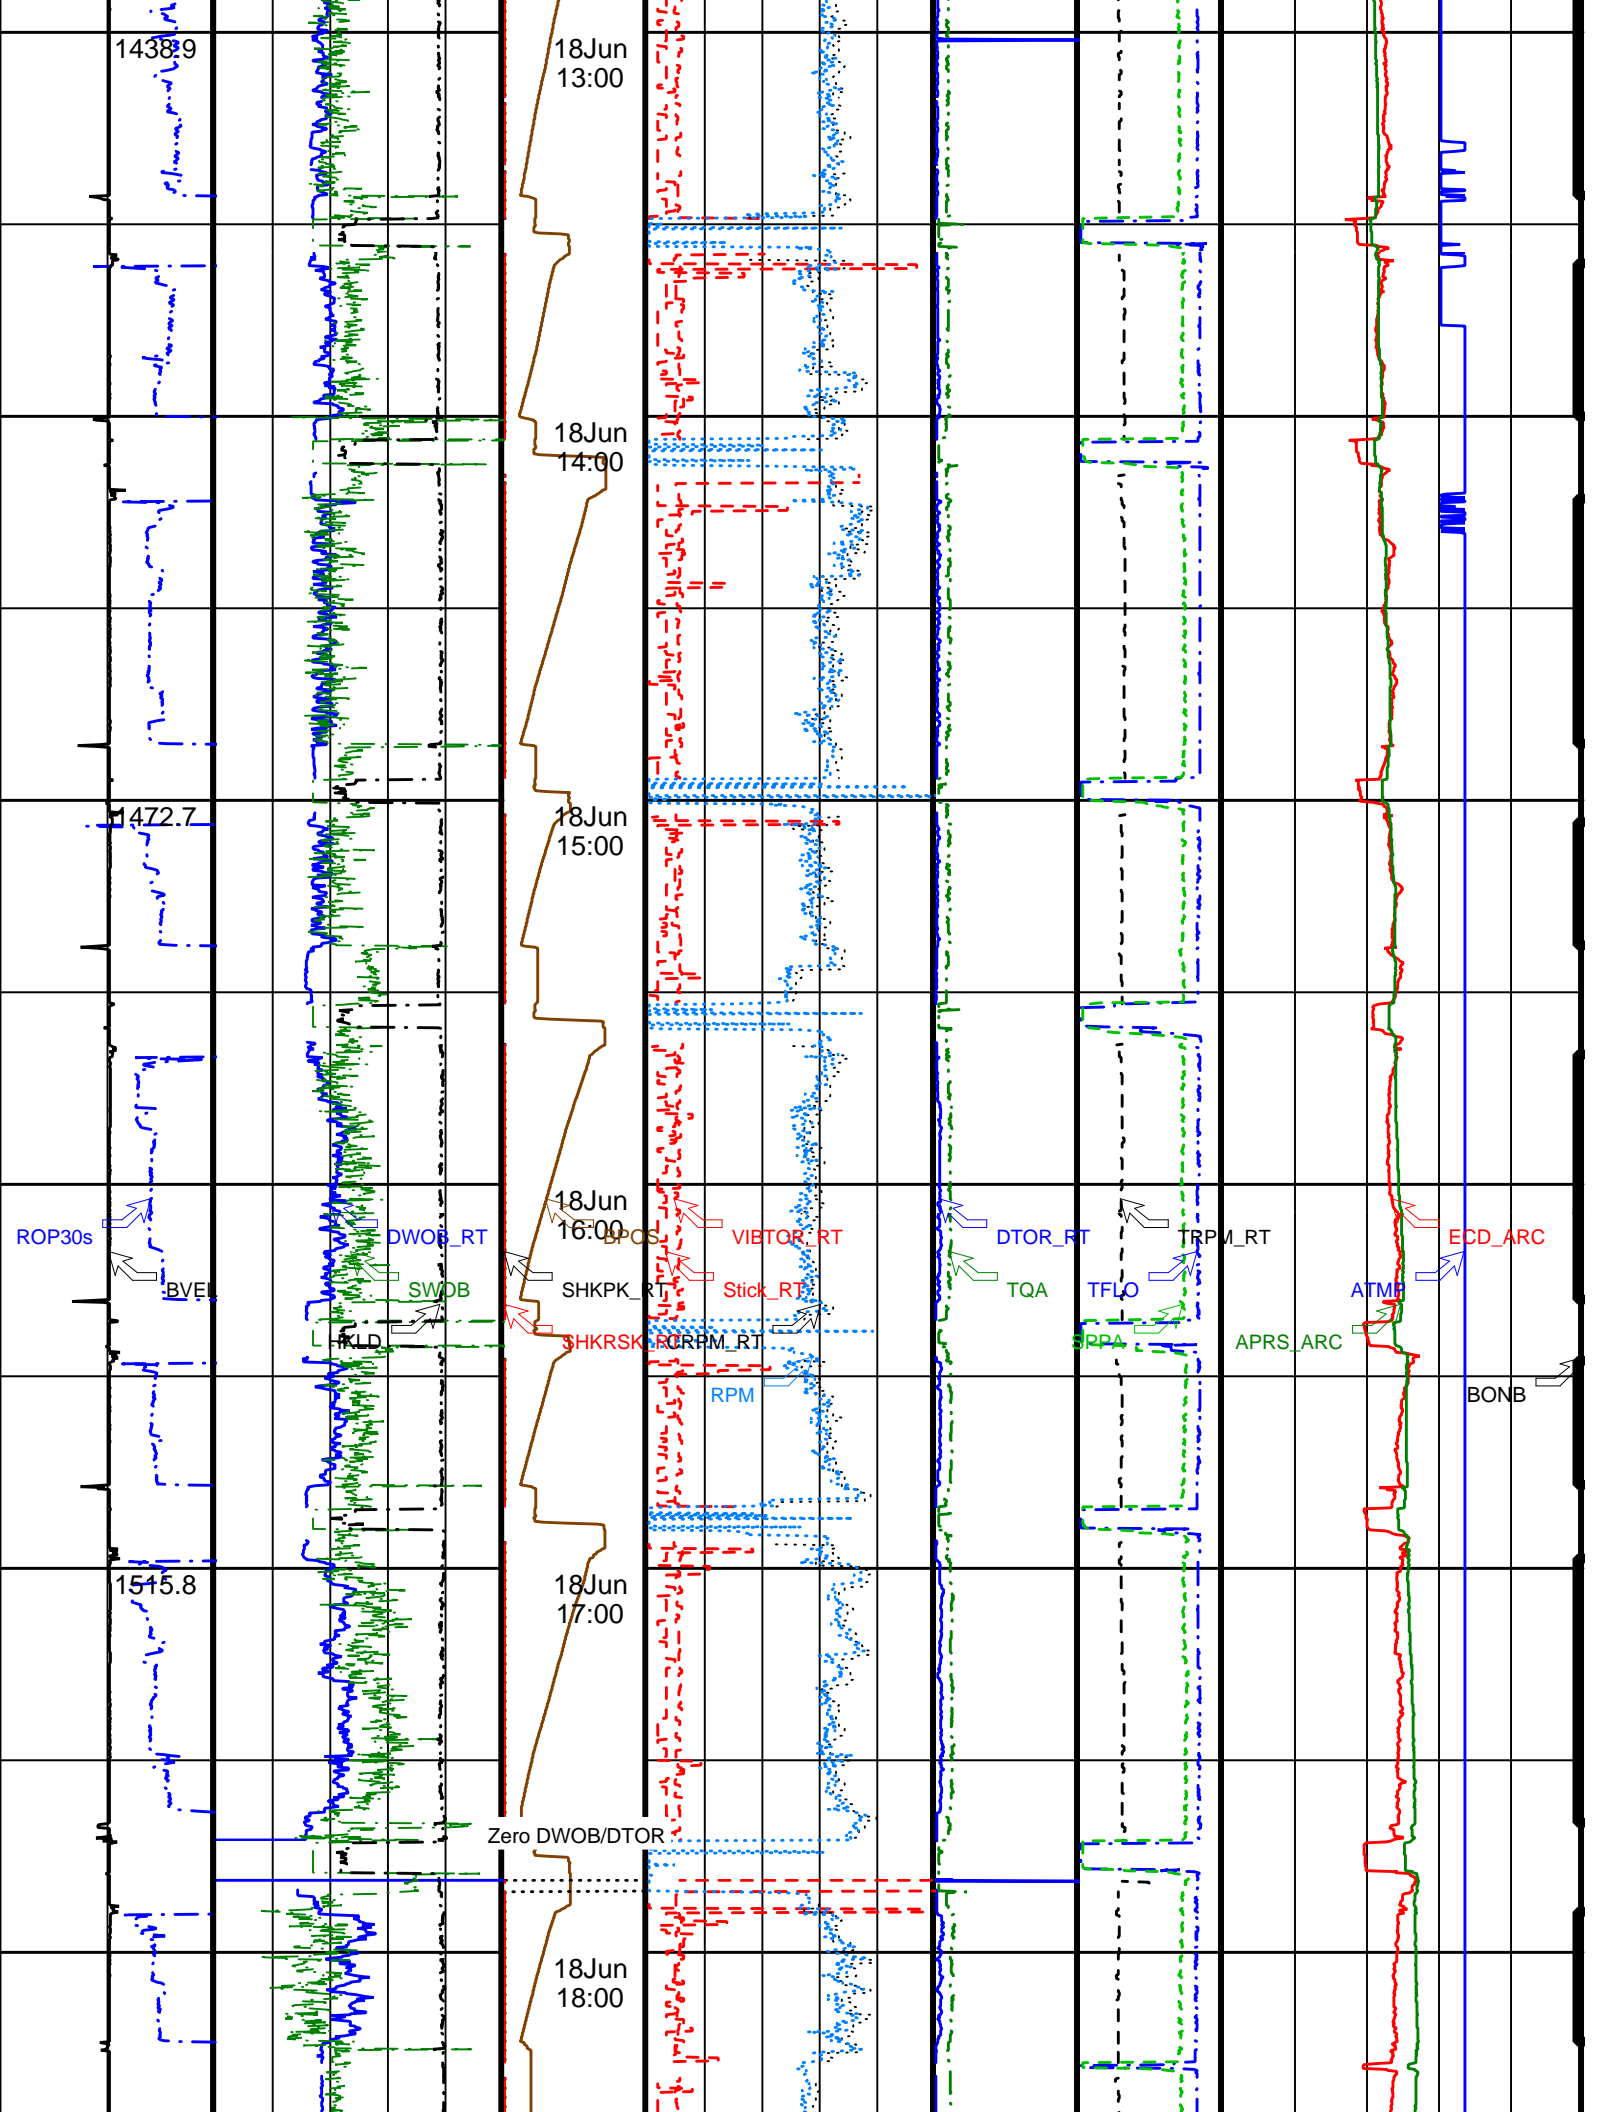 1438.9
18Jun
13:00
18Jun
14:00
1472.7
18Jun
15:00
18Jun
16:00
ROP30s
DWOB_RT
BPOS
VIBTOR_RT
DTOR_RT
TRPM_RT
ECD_ARC
BVEL
SWOB
SHKPK_RT
Stick_RT
TQA
TFLO
ATMP
HKLD
SHKRSK_RT
CRPM_RT
SPPA
APRS_ARC
RPM
BONB
1515.8
18Jun
17:00
Zero DWOB/DTOR
18Jun
18:00